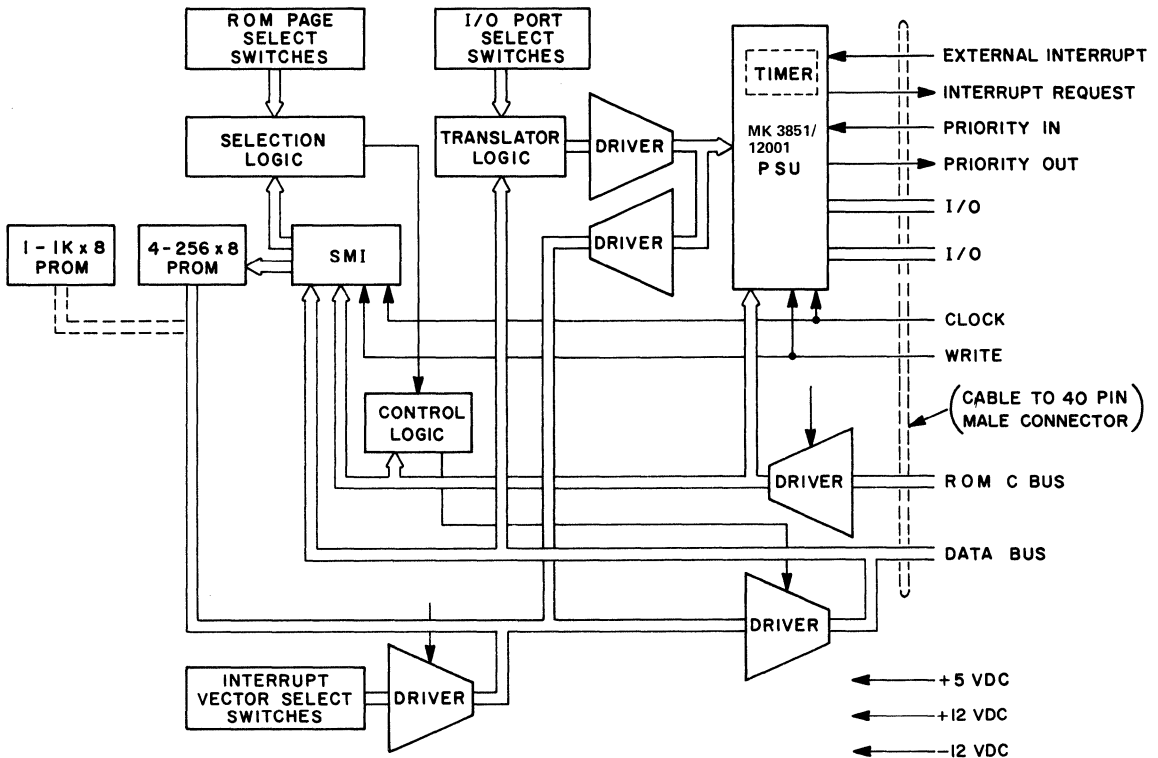 ROM PAGE
SELECT
SWITCHES
I/O PORT
SELECT
SWITCHES
TIMER
MK 3851/
12001
PSU
EXTERNAL INTERRUPT
INTERRUPT REQUEST
PRIORITY IN
PRIORITY OUT
I/O
I/O
SELECTION
LOGIC
TRANSLATOR
LOGIC
DRIVER
DRIVER
1-1K x 8
PROM
4-256 x 8
PROM
SMI
CLOCK
WRITE
(CABLE TO 40 PIN
MALE CONNECTOR)
CONTROL
LOGIC
DRIVER
ROM C BUS
DATA BUS
DRIVER
INTERRUPT
VECTOR SELECT
SWITCHES
DRIVER
+5 VDC
+12 VDC
-12 VDC